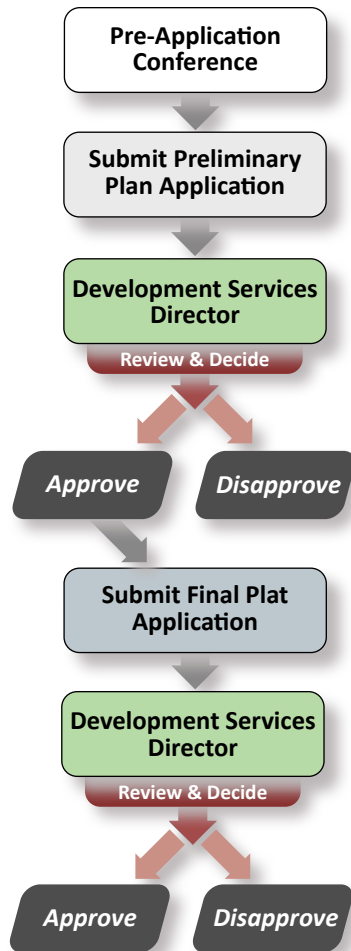 Pre-Application
Conference
Submit Preliminary
Plan Application
Development Services
Director
Review & Decide
Approve
Disapprove
Submit Final Plat
Application
Development Services
Director
Review & Decide
Approve
Disapprove